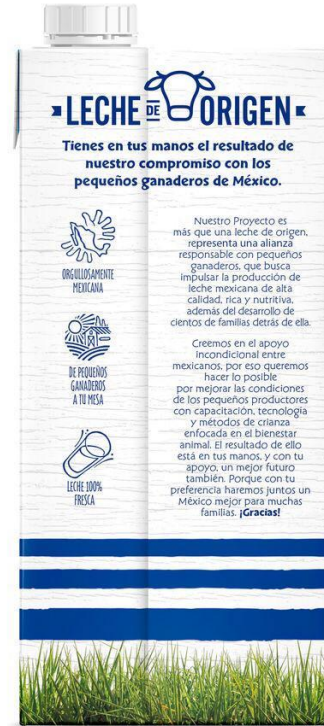 LECHE DE ORIGEN
Tienes en tus manos el resultado de
nuestro compromiso con los
pequeños ganaderos de México.
ORGULLOSAMENTE
MEXICANA
DE PEQUEÑOS
GANADEROS
A TU MESA
LECHE 100%
FRESCA
Nuestro Proyecto es
más que una leche de origen,
representa una alianza
responsable con pequeños
ganaderos, que busca
impulsar la producción de
leche mexicana de alta
calidad, rica y nutritiva,
además del desarrollo de
cientos de familias detrás de ella.
Creemos en el apoyo
incondicional entre
mexicanos, por eso queremos
hacer lo posible
por mejorar las condiciones
de los pequeños productores
con capacitación, tecnología
y métodos de crianza
enfocada en el bienestar
animal. El resultado de ello
está en tus manos, y con tu
apoyo, un mejor futuro
también. Porque con tu
preferencia haremos juntos un
México mejor para muchas
familias. ¡Gracias!